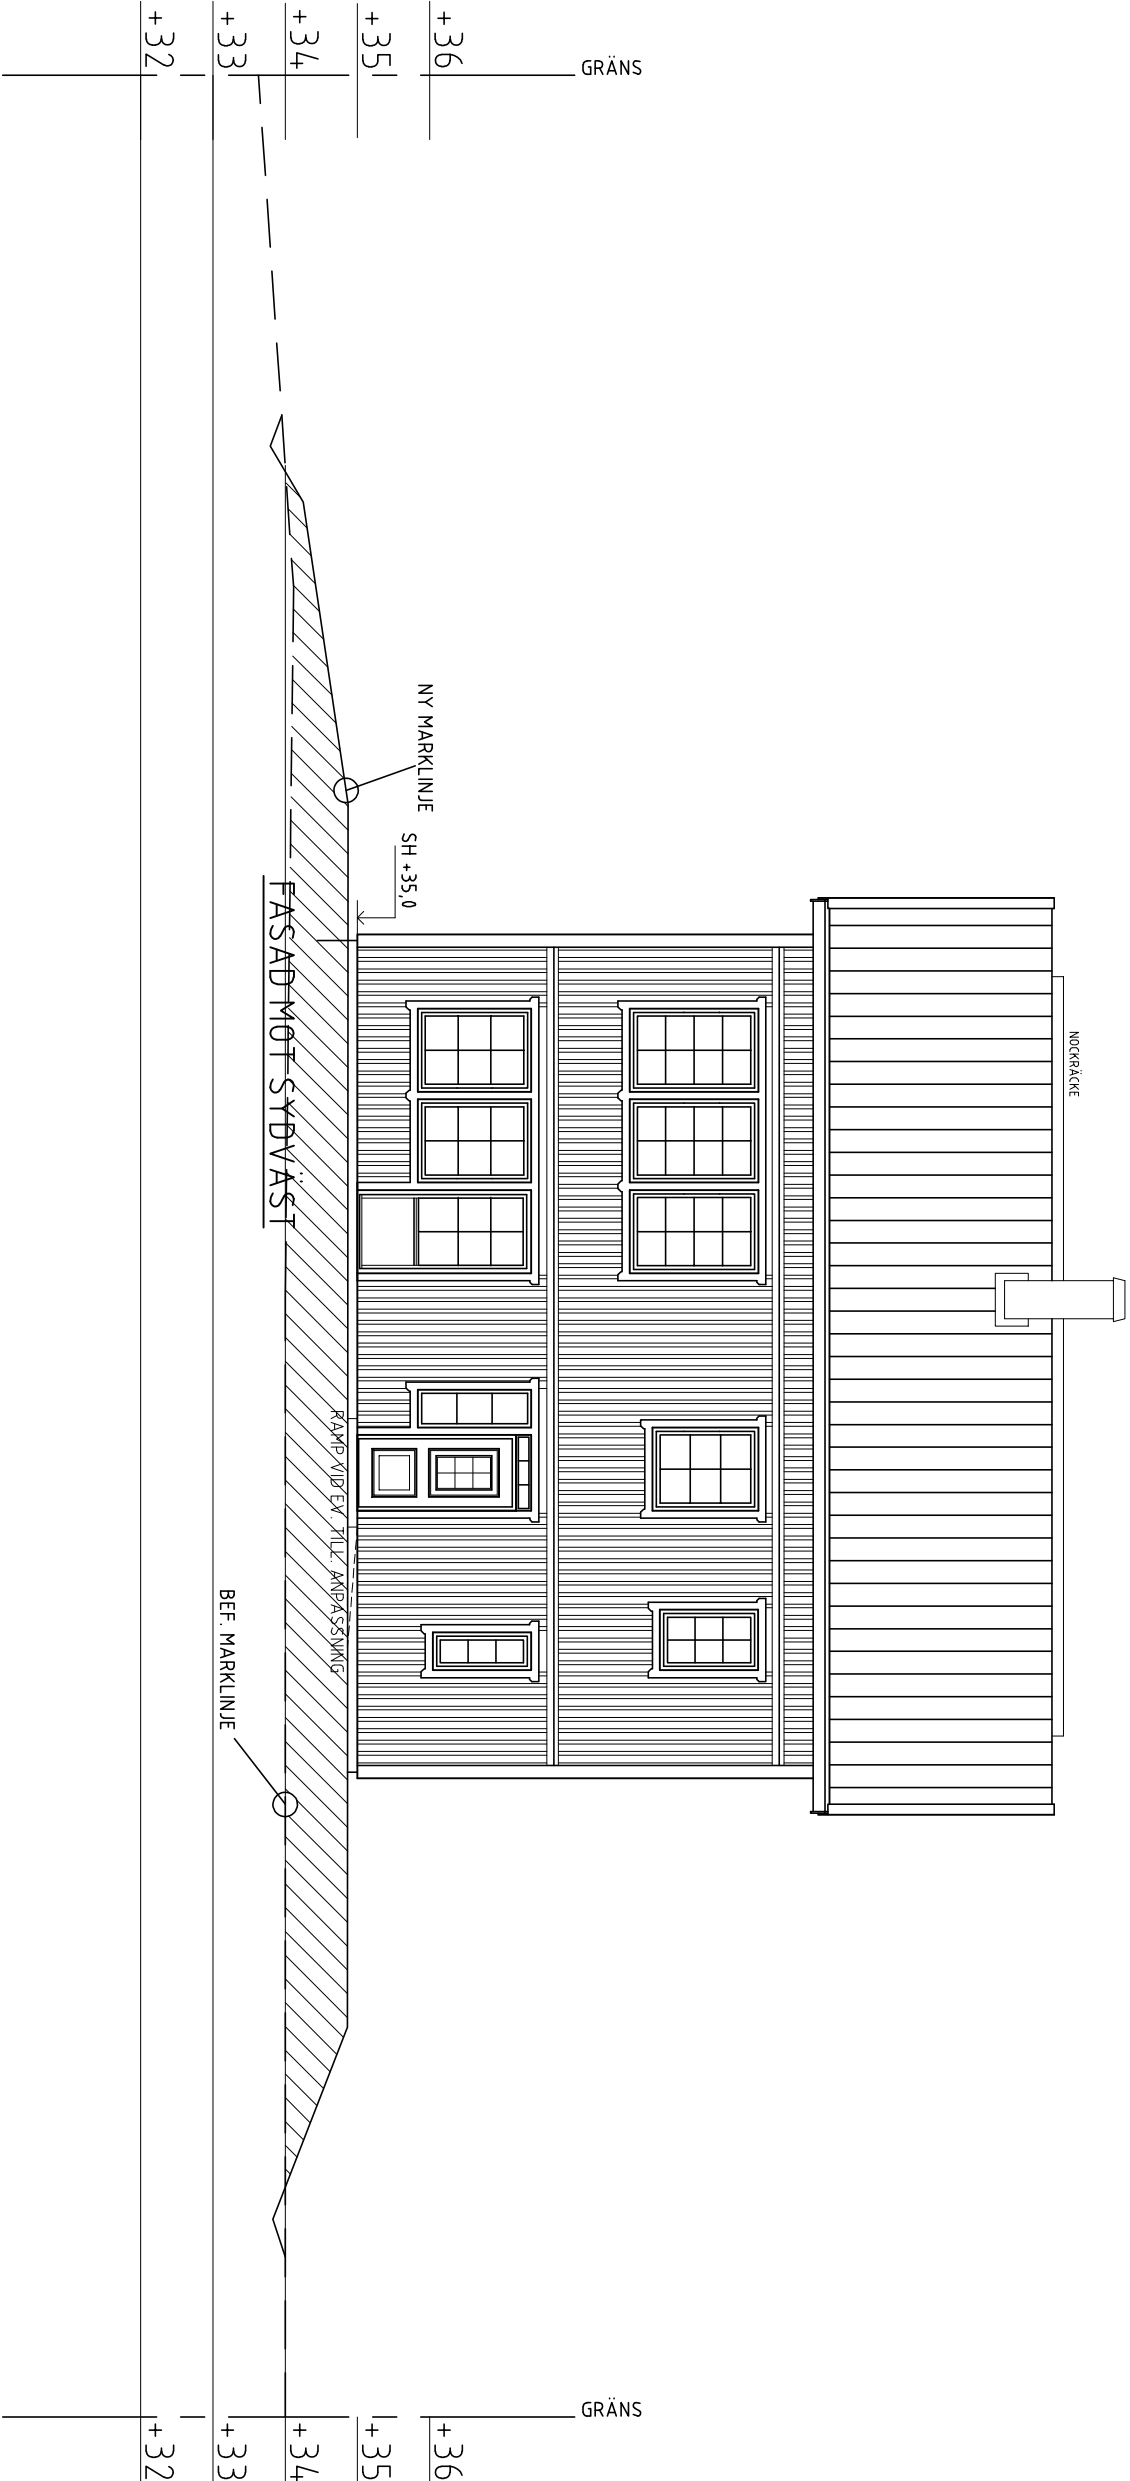 NOCKRÄCKE
GRÄNS
GRÄNS
+36
+36
NY MARKLINJE
SH +35,0
+35
+35
RAMP VID EV. TILL. ANPASSNING
+34
+34
FASAD MOT SYDVÄST
BEF. MARKLINJE
+33
+33
+32
+32